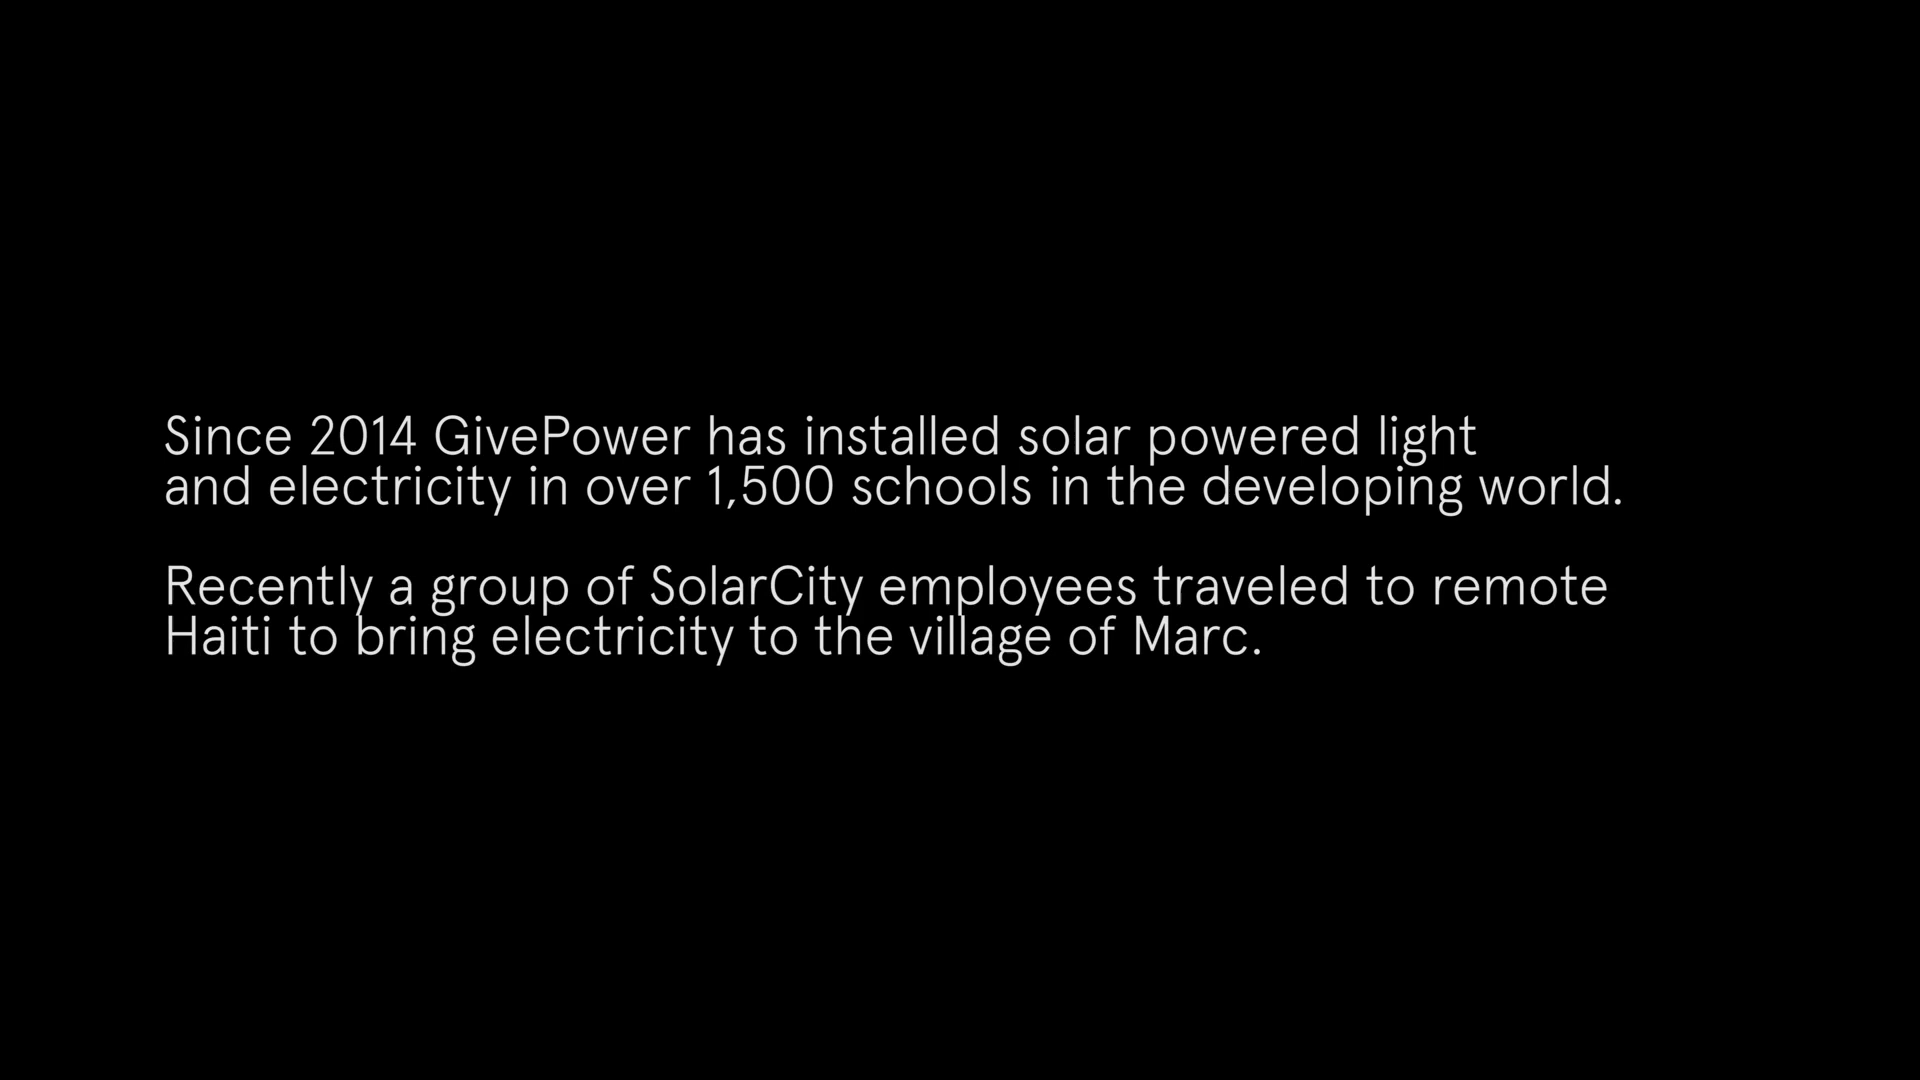 Since 2014 GivePower has installed solar powered light
and electricity in over 1,500 schools in the developing world.
Recently a group of SolarCity employees traveled to remote
Haiti to bring electricity to the village of Marc.